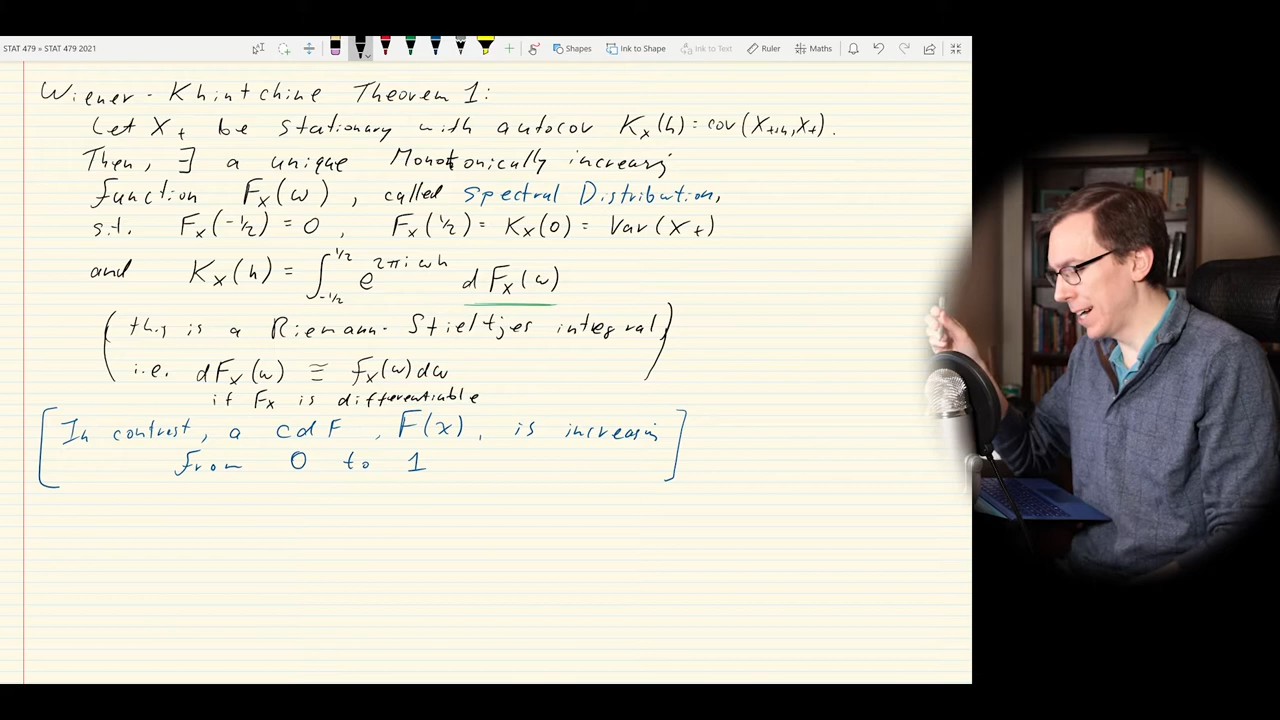 STAT 479 » STAT 479 2021
Shapes Ink to Shape Ink to Text Ruler Maths
Wiener - Khintchine Theorem 1:
Let X_t be stationary with autocov K_X(h) = cov(X_{t+h}, X_t).
Then, ∃ a unique Monotonically increasing
function F_X(ω), called Spectral Distribution,
s.t. F_X(-1/2) = 0, F_X(1/2) = K_X(0) = Var(X_t)
and K_X(h) = ∫_{-1/2}^{1/2} e^{2πiωh} dF_X(ω)
(this is a Riemann-Stieltjes integral,
i.e. dF_X(ω) ≡ f_X(ω)dω
if F_X is differentiable)
[In contrast, a cdF, F(x), is increasing
from 0 to 1]